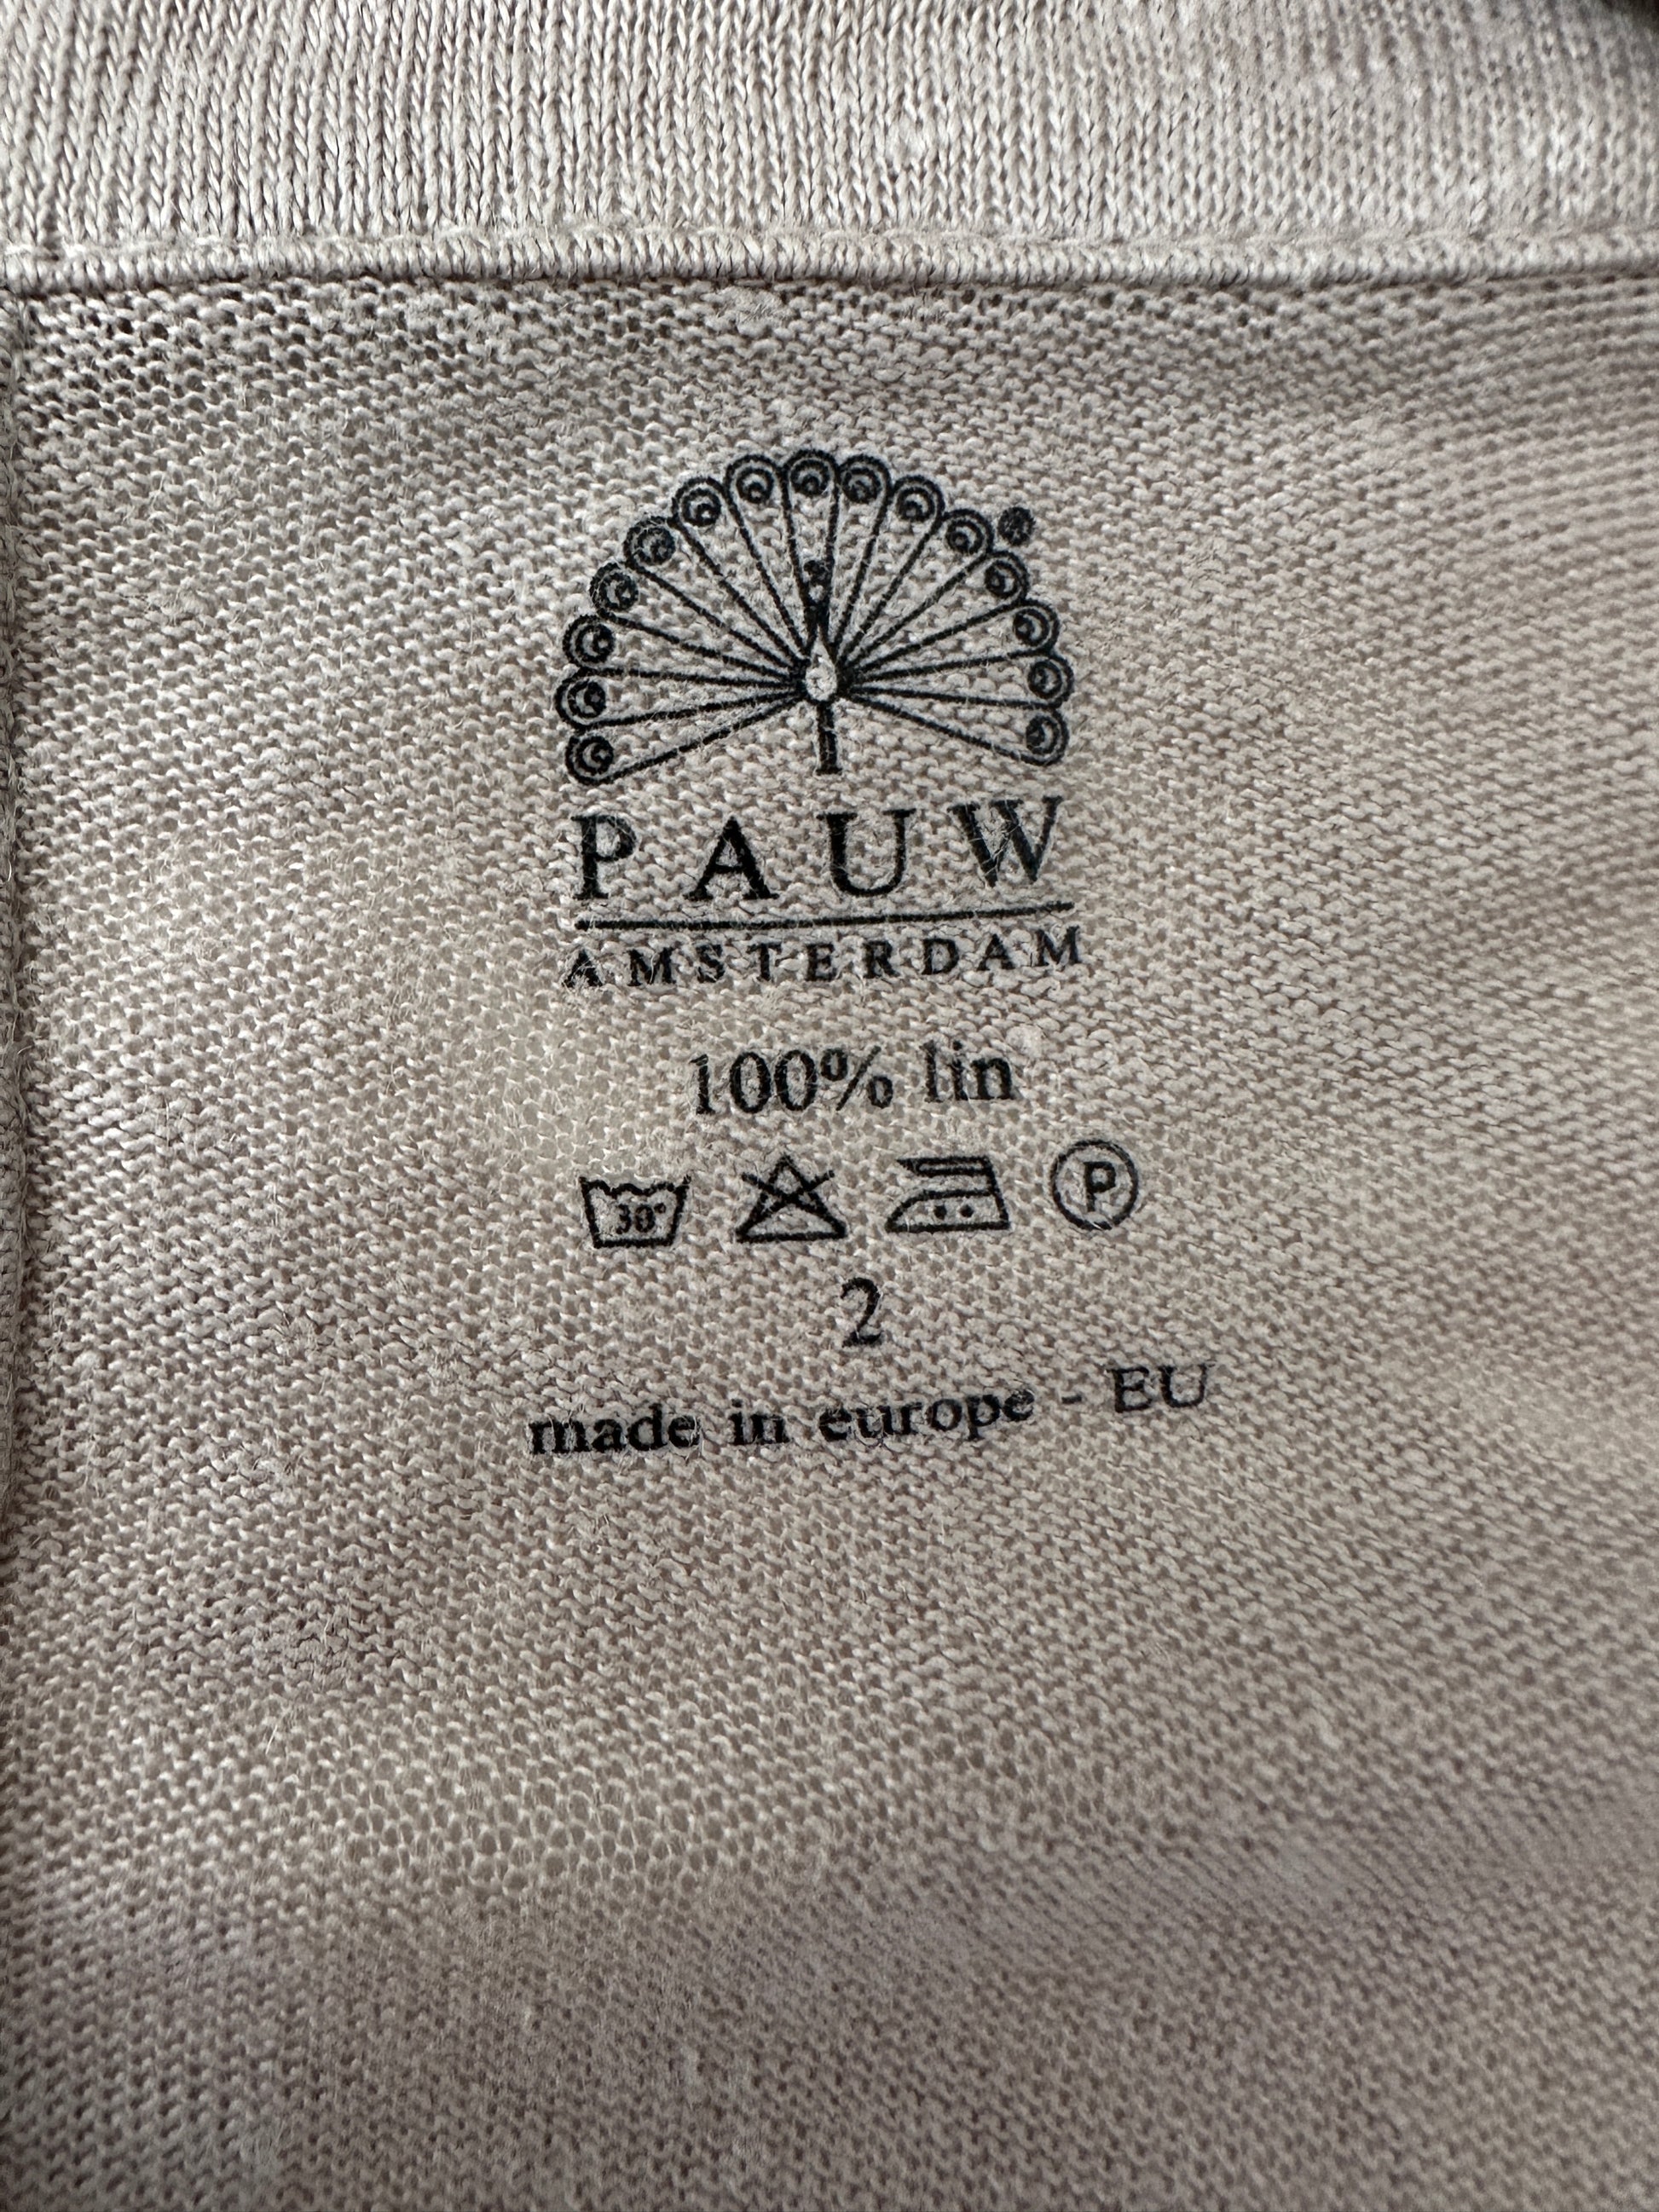 PAUW
AMSTERDAM
100% lin
30°
P
2
made in europe - EU